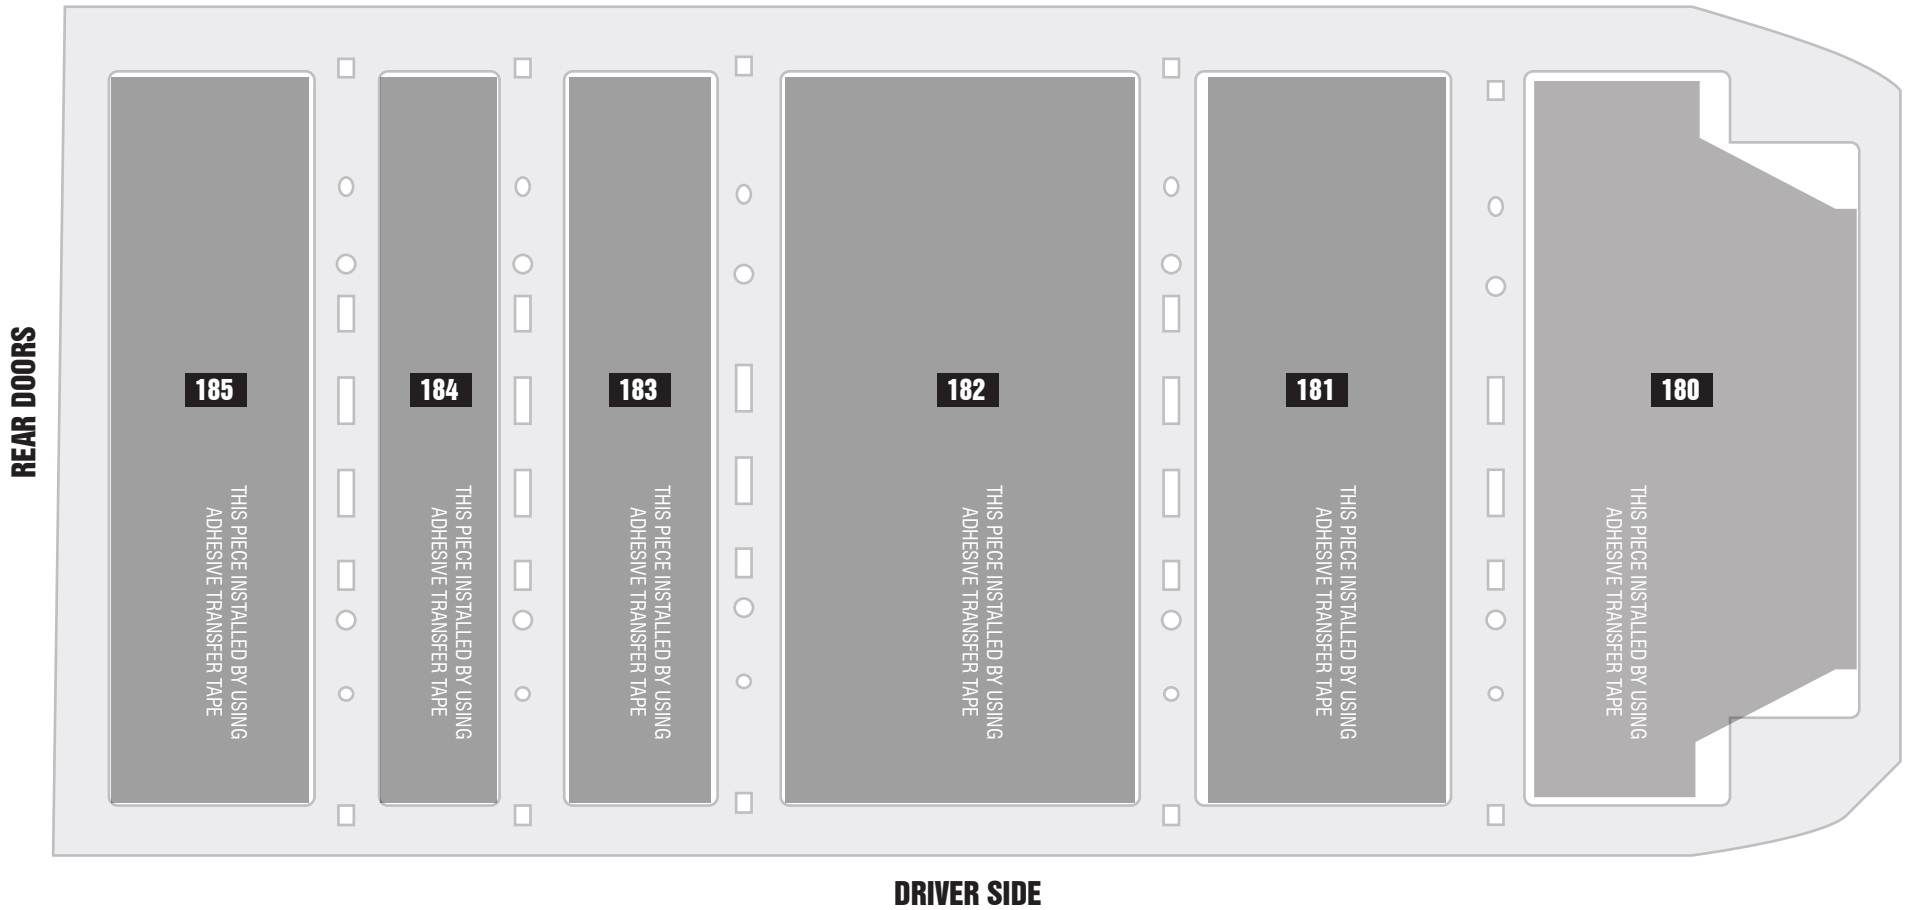 REAR DOORS
185
THIS PIECE INSTALLED BY USING
ADHESIVE TRANSFER TAPE
184
THIS PIECE INSTALLED BY USING
ADHESIVE TRANSFER TAPE
183
THIS PIECE INSTALLED BY USING
ADHESIVE TRANSFER TAPE
182
THIS PIECE INSTALLED BY USING
ADHESIVE TRANSFER TAPE
181
THIS PIECE INSTALLED BY USING
ADHESIVE TRANSFER TAPE
180
THIS PIECE INSTALLED BY USING
ADHESIVE TRANSFER TAPE
DRIVER SIDE